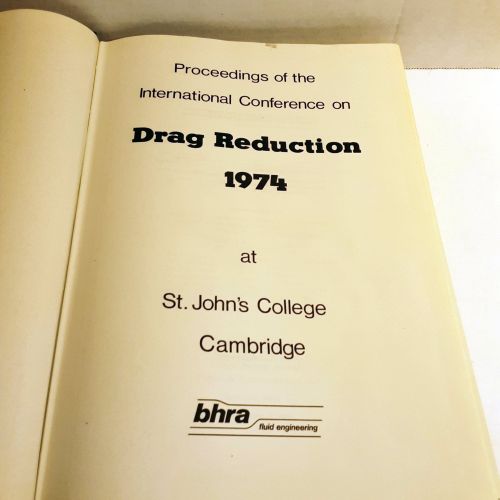 Proceedings of the
International Conference on
Drag Reduction
1974
at
St. John's College
Cambridge
bhra
fluid engineering